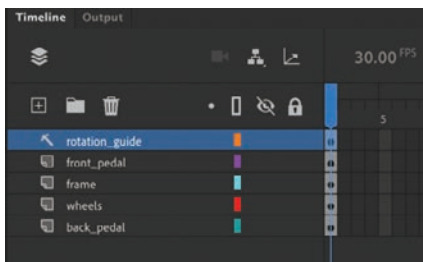 Timeline Output
30.00 FPS
5
rotation_guide
front_pedal
frame
wheels
back_pedal